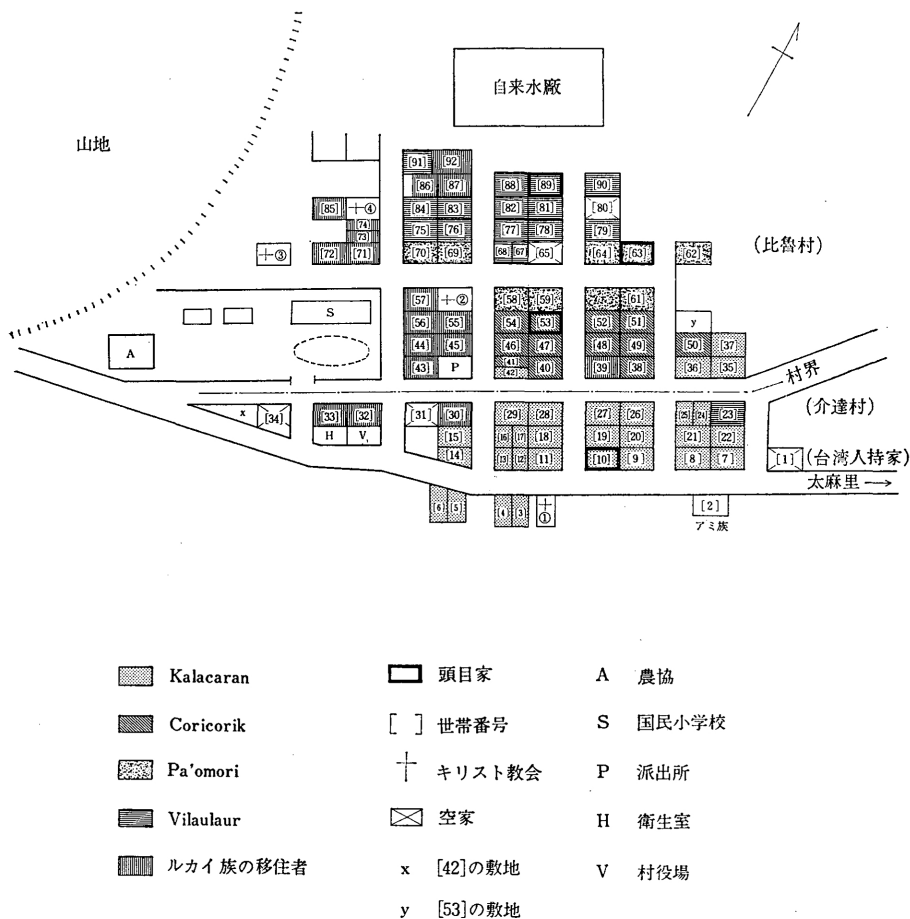 自来水廠
山地
[91] [92]
[86] [87] [88] [89] [90]
[85] ④ [84] [83] [82] [81] [80]
[74]
[73] [75] [76] [77] [78] [79]
③ [72] [71] [70] [69] [68] [67] [65] [64] [63] [62]
(比魯村)
[57] ② [58] [59] [61]
S [56] [55] [54] [53] [52] [51] y
A [44] [45] [46] [47] [48] [49] [50] [37]
[43] P [41] [42] [40] [39] [38] [36] [35]
村界
(介達村)
x [34] [33] [32] [31] [30] [29] [28] [27] [26] [25] [24] [23]
H V [15] [16] [17] [18] [19] [20] [21] [22]
[14] [13] [12] [11] [10] [9] [8] [7] [1] (台湾人持家)
太麻里
[6] [5] [4] [3] ① [2]
アミ族
Kalacaran 頭目家 A 農協
Coricorik [ ] 世帯番号 S 国民小学校
Pa'omori キリスト教会 P 派出所
Vilaulaur 空家 H 衛生室
ルカイ族の移住者 x [42]の敷地 V 村役場
y [53]の敷地